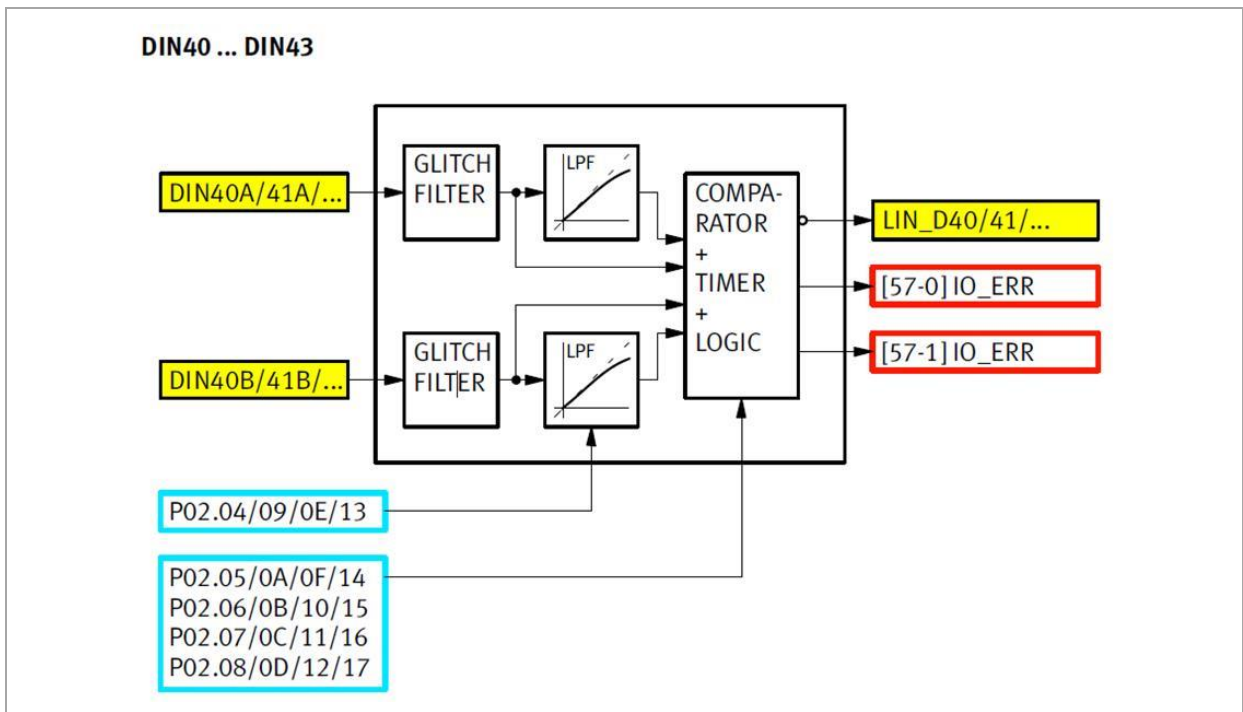 DIN40 ... DIN43
DIN40A/41A/...
GLITCH
FILTER
LPF
COMPA-
RATOR
+
TIMER
+
LOGIC
LIN_D40/41/...
[57-0] IO_ERR
[57-1] IO_ERR
DIN40B/41B/...
GLITCH
FILTER
LPF
P02.04/09/0E/13
P02.05/0A/0F/14
P02.06/0B/10/15
P02.07/0C/11/16
P02.08/0D/12/17